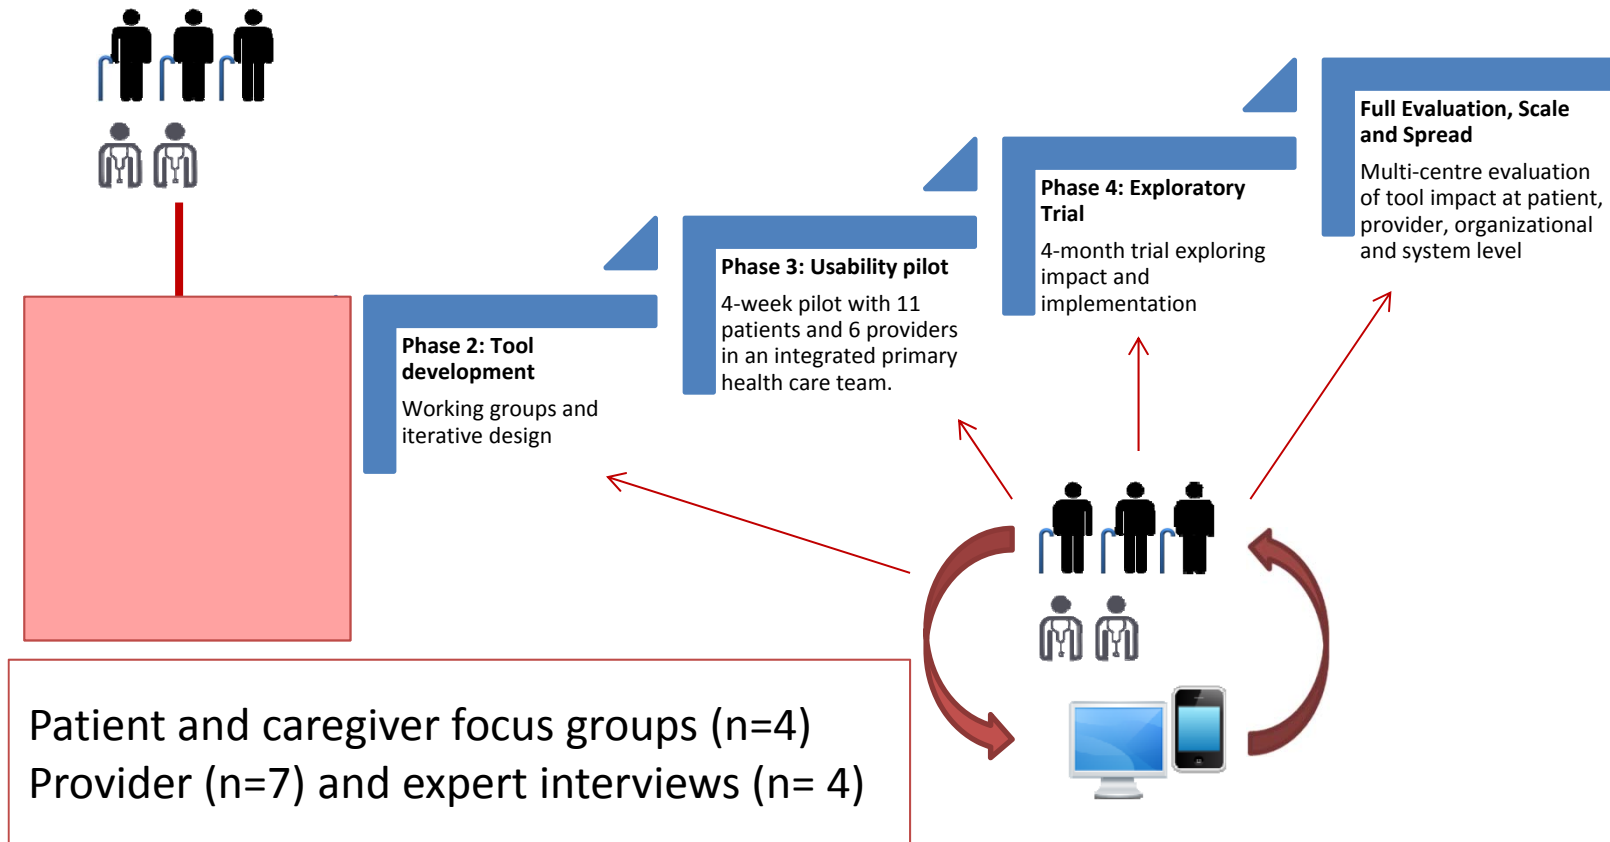 Phase 2: Tool
development
Working groups and
iterative design
Phase 3: Usability pilot
4-week pilot with 11
patients and 6 providers
in an integrated primary
health care team.
Phase 4: Exploratory
Trial
4-month trial exploring
impact and
implementation
Full Evaluation, Scale
and Spread
Multi-centre evaluation
of tool impact at patient,
provider, organizational
and system level
Patient and caregiver focus groups (n=4)
Provider (n=7) and expert interviews (n= 4)